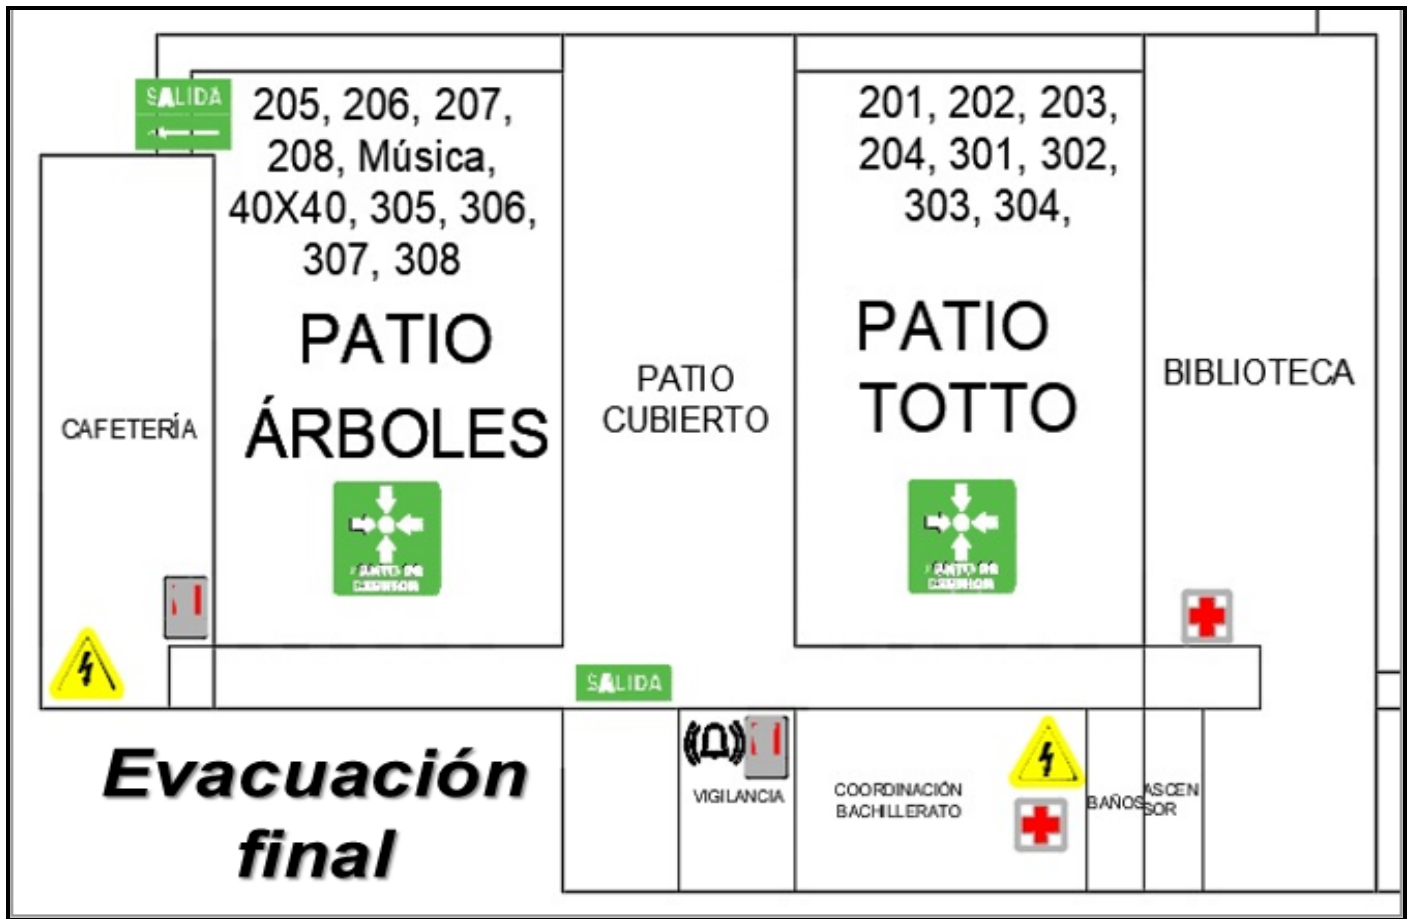 SALIDA
205, 206, 207,
208, Música,
40X40, 305, 306,
307, 308
PATIO
ÁRBOLES
201, 202, 203,
204, 301, 302,
303, 304,
PATIO
TOTTO
PATIO
CUBIERTO
BIBLIOTECA
CAFETERÍA
SALIDA
VIGILANCIA
COORDINACIÓN
BACHILLERATO
BAÑOS
ASCEN
SOR
Evacuación
final